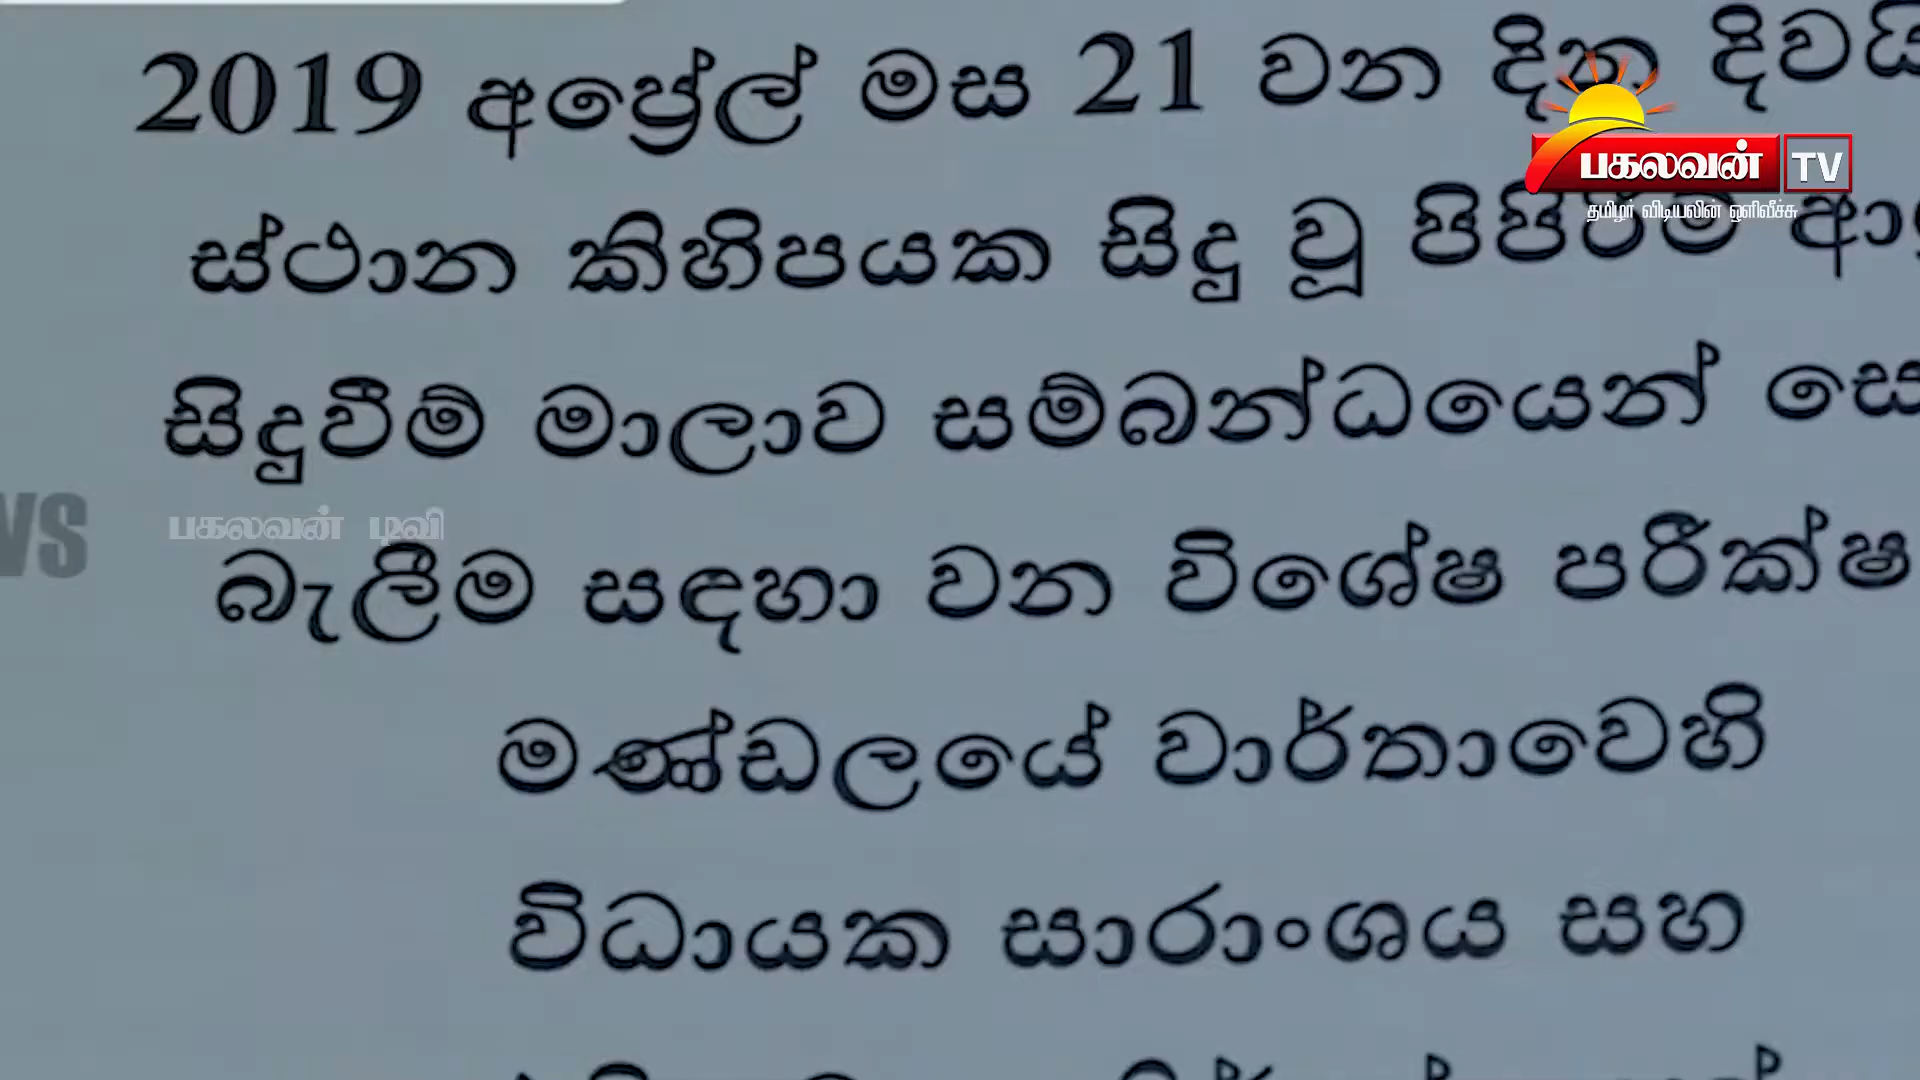 2019 අප්‍රේල් මස 21 වන දින
ස්ථාන කිහිපයක සිදු වූ පිපිරීම්
සිදුවීම් මාලාව සම්බන්ධයෙන්
බැලීම සඳහා වන විශේෂ
මණ්ඩලයේ වාර්තාවෙහි
විධායක සාරාංශය සහ
பகலவன் TV
தமிழர் விடியலின் ஒளிவீச்சு
பகலவன் டிவி
VS